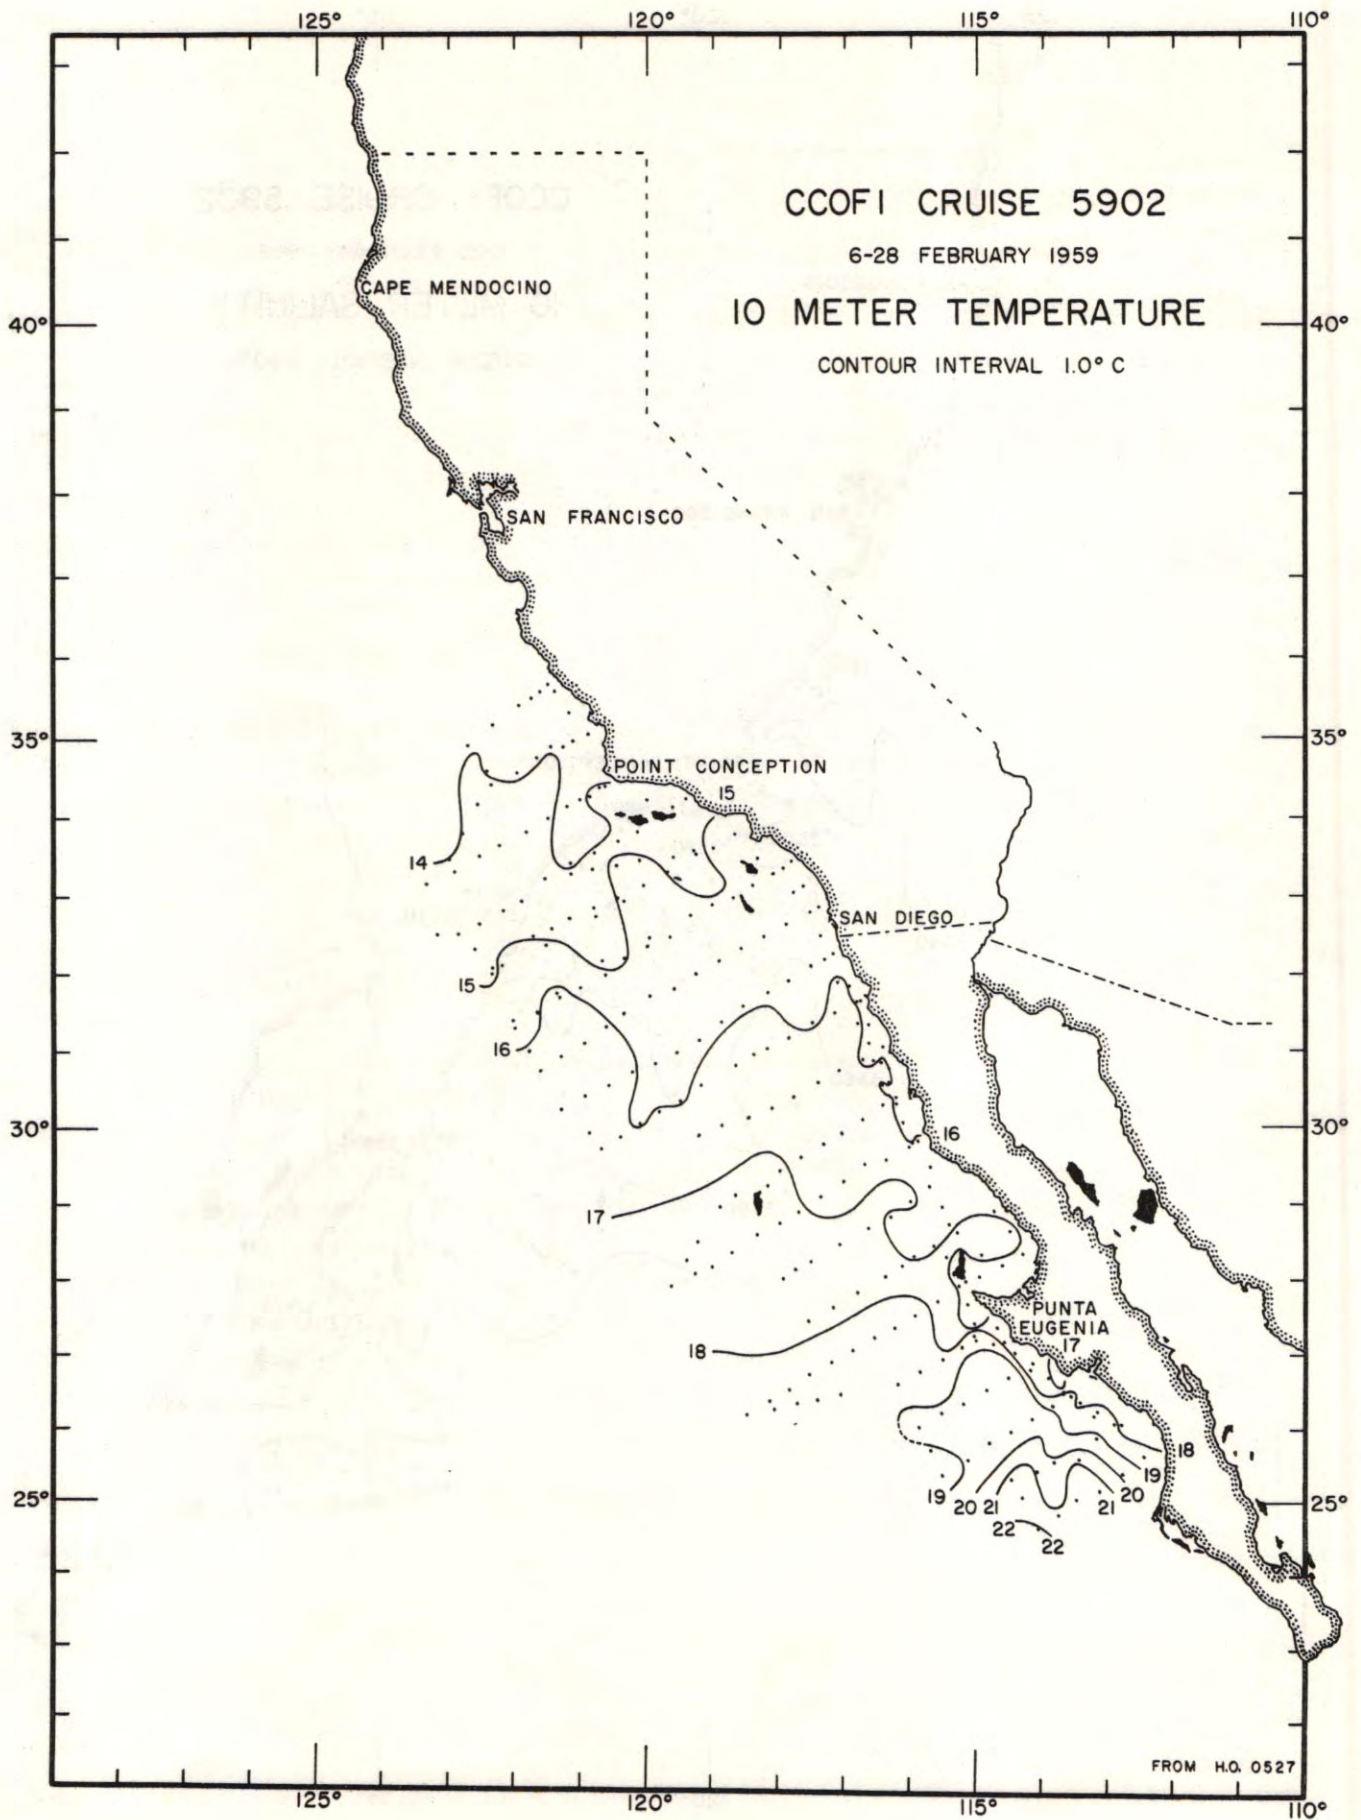 125° 120° 115° 110°
CCOFI CRUISE 5902
6-28 FEBRUARY 1959
CAPE MENDOCINO
10 METER TEMPERATURE
40° 40°
CONTOUR INTERVAL 1.0° C
SAN FRANCISCO
35° 35°
POINT CONCEPTION
15
14
SAN DIEGO
15
16
30° 30°
16
17
PUNTA
EUGENIA
17
18
18
19
19 20 21 21 20
25° 25°
22
22
FROM H.O. 0527
125° 120° 115° 110°